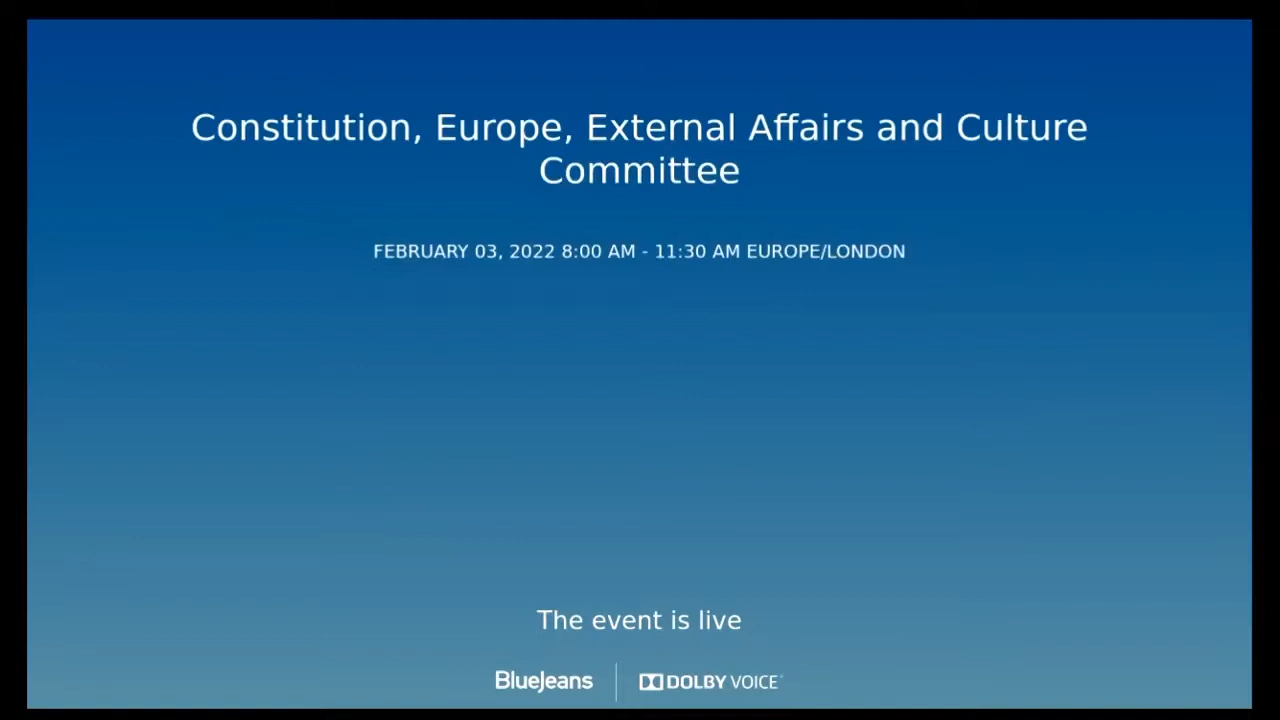 Constitution, Europe, External Affairs and Culture
Committee
FEBRUARY 03, 2022 8:00 AM - 11:30 AM EUROPE/LONDON
The event is live
BlueJeans
DOLBY VOICE